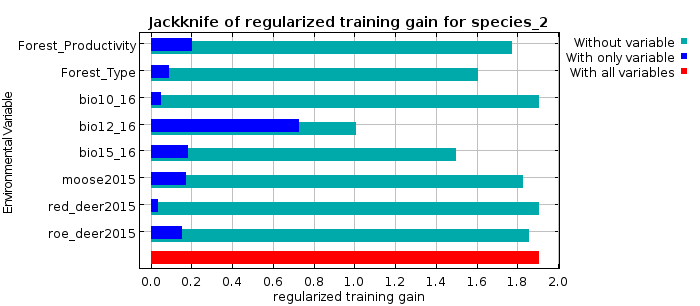 Jackknife of regularized training gain for species_2
Without variable
With only variable
With all variables
Environmental Variable
Forest_Productivity
Forest_Type
bio10_16
bio12_16
bio15_16
moose2015
red_deer2015
roe_deer2015
0.0 0.2 0.4 0.6 0.8 1.0 1.2 1.4 1.6 1.8 2.0
regularized training gain